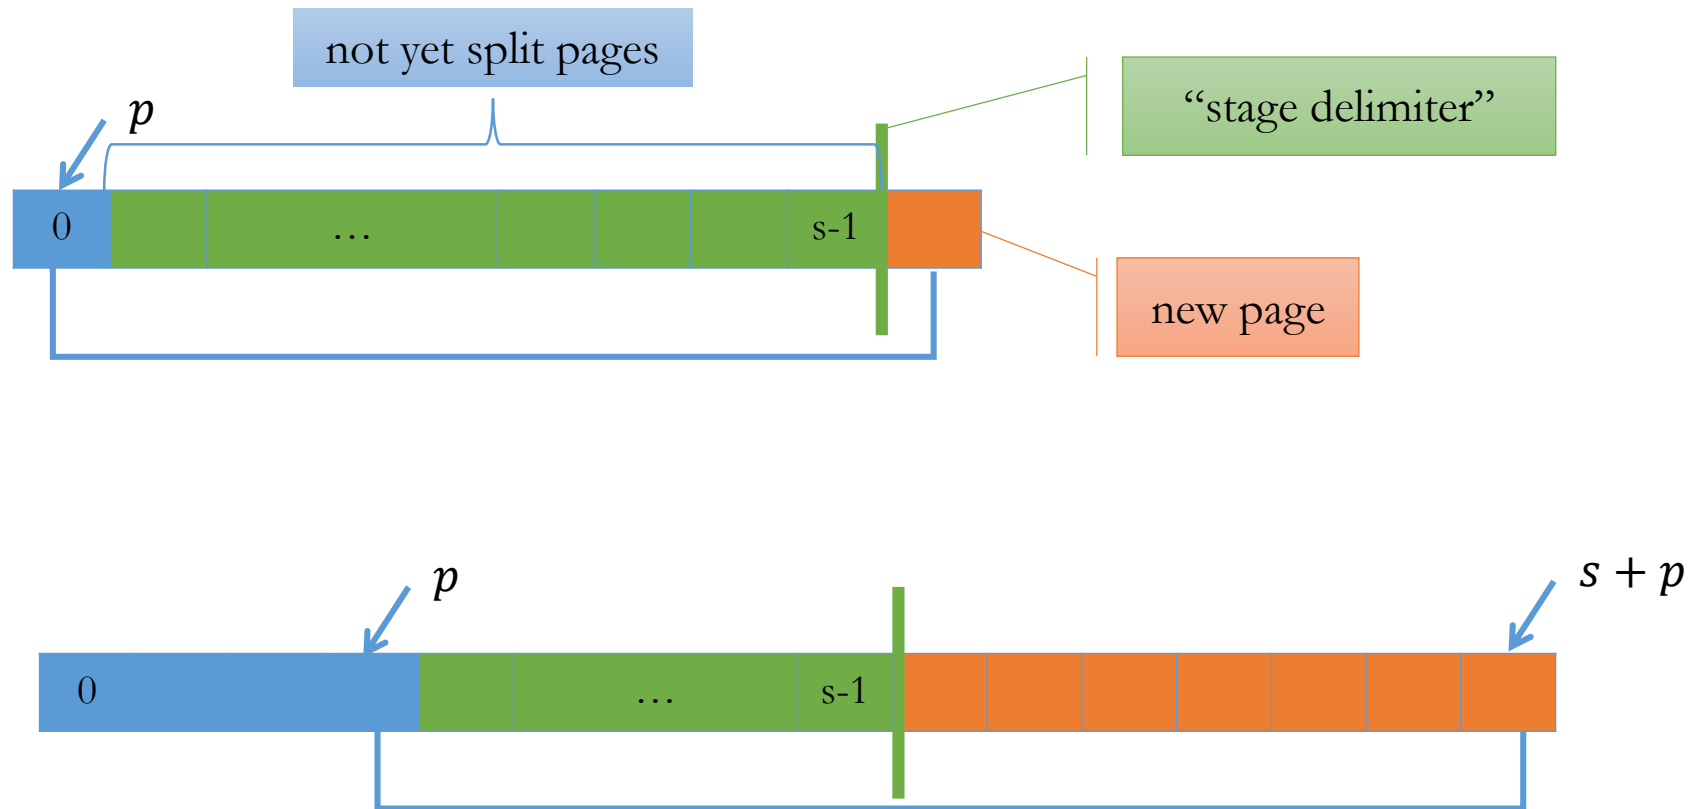 not yet split pages
p
“stage delimiter”
0
…
s-1
new page
p
s + p
0
…
s-1